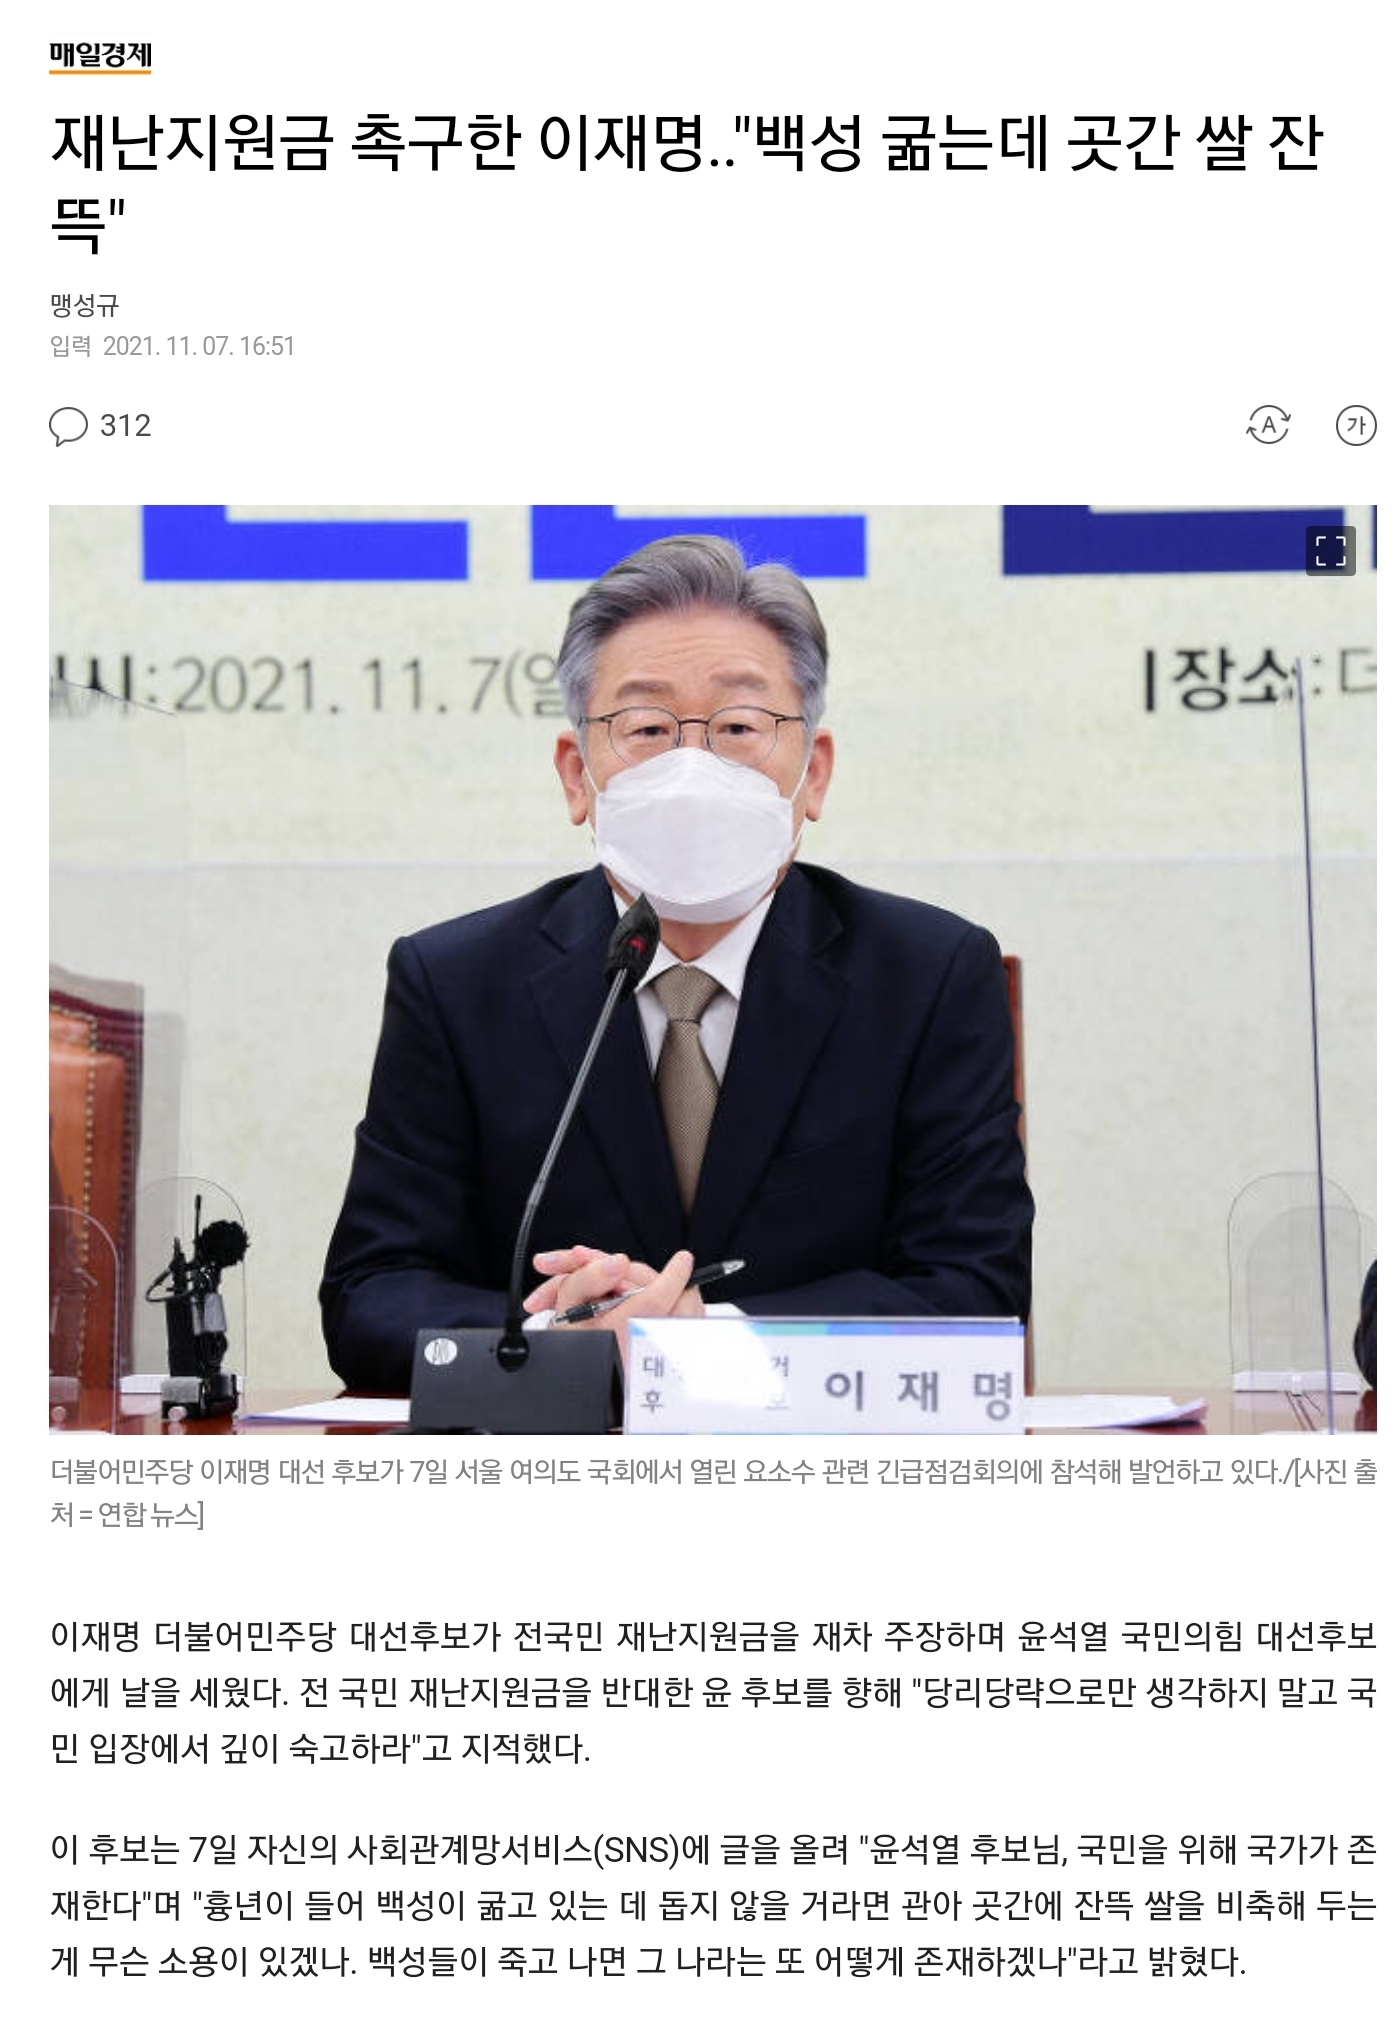 매일경제
재난지원금 촉구한 이재명.."백성 굶는데 곳간 쌀 잔
뜩"
맹성규
입력 2021. 11. 07. 16:51
312
A
가
시 : 2021. 11. 7(일
장소 : 더
후 보
이 재 명
더불어민주당 이재명 대선 후보가 7일 서울 여의도 국회에서 열린 요소수 관련 긴급점검회의에 참석해 발언하고 있다./[사진 출
처 = 연합 뉴스]
이재명 더불어민주당 대선후보가 전국민 재난지원금을 재차 주장하며 윤석열 국민의힘 대선후보
에게 날을 세웠다. 전 국민 재난지원금을 반대한 윤 후보를 향해 "당리당략으로만 생각하지 말고 국
민 입장에서 깊이 숙고하라"고 지적했다.
이 후보는 7일 자신의 사회관계망서비스(SNS)에 글을 올려 "윤석열 후보님, 국민을 위해 국가가 존
재한다"며 "흉년이 들어 백성이 굶고 있는 데 돕지 않을 거라면 관아 곳간에 잔뜩 쌀을 비축해 두는
게 무슨 소용이 있겠나. 백성들이 죽고 나면 그 나라는 또 어떻게 존재하겠나"라고 밝혔다.